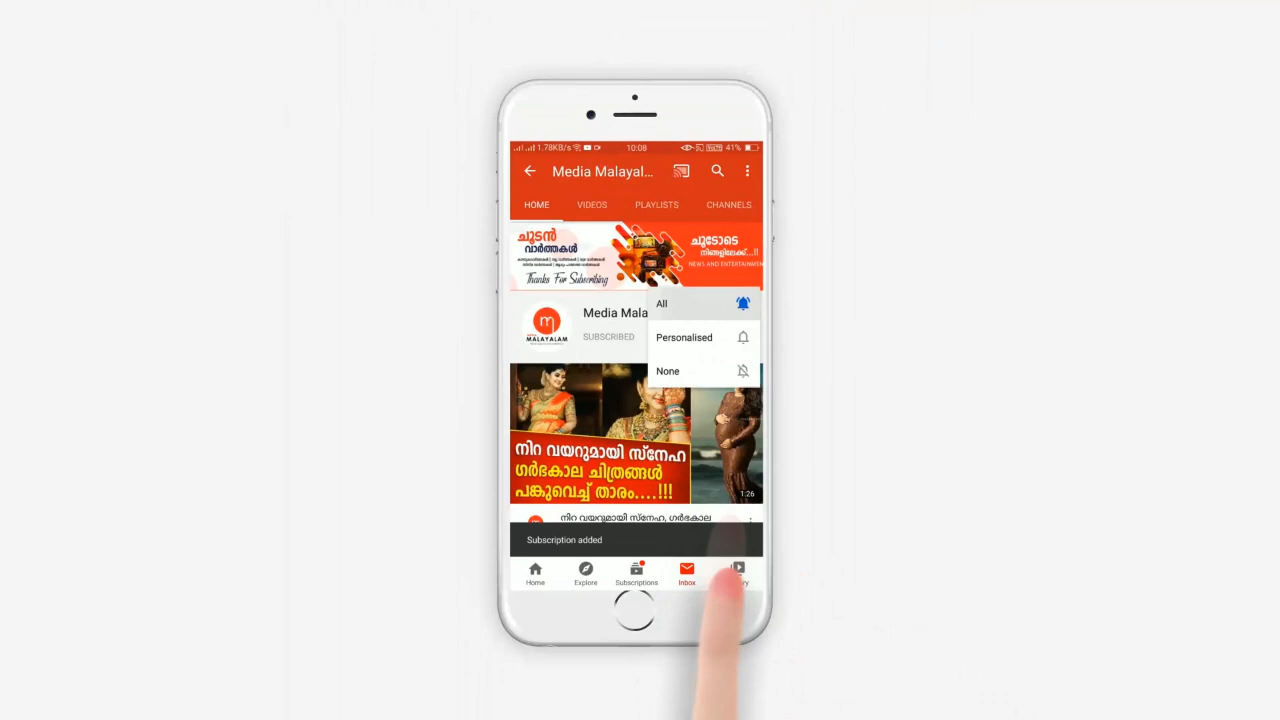 1.78KB/s 10:08 41%
Media Malayal...
HOME VIDEOS PLAYLISTS CHANNELS
ചൂടൻ
വാർത്തകൾ
Thanks For Subscribing
ചൂടോടെ
നിങ്ങളിലേക്ക്...!!
NEWS AND ENTERTAINMEN
All
Personalised
None
Media Mala
SUBSCRIBED
m
MALAYALAM
നിറ വയറുമായി സ്നേഹ
ഗർഭകാല ചിത്രങ്ങൾ
പങ്കുവെച്ച് താരം....!!!
1:26
നിറ വയറുമായി സ്നേഹ, ഗർഭകാല
Subscription added
Home Explore Subscriptions Inbox